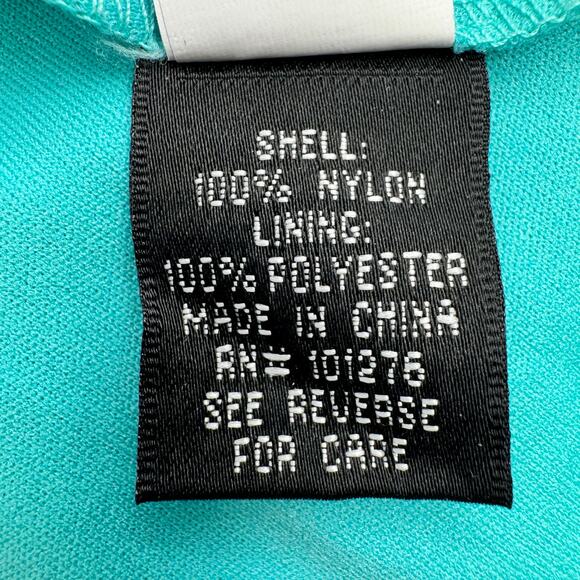 SHELL:
100% NYLON
LINING:
100% POLYESTER
MADE IN CHINA
RN# 101276
SEE REVERSE
FOR CARE